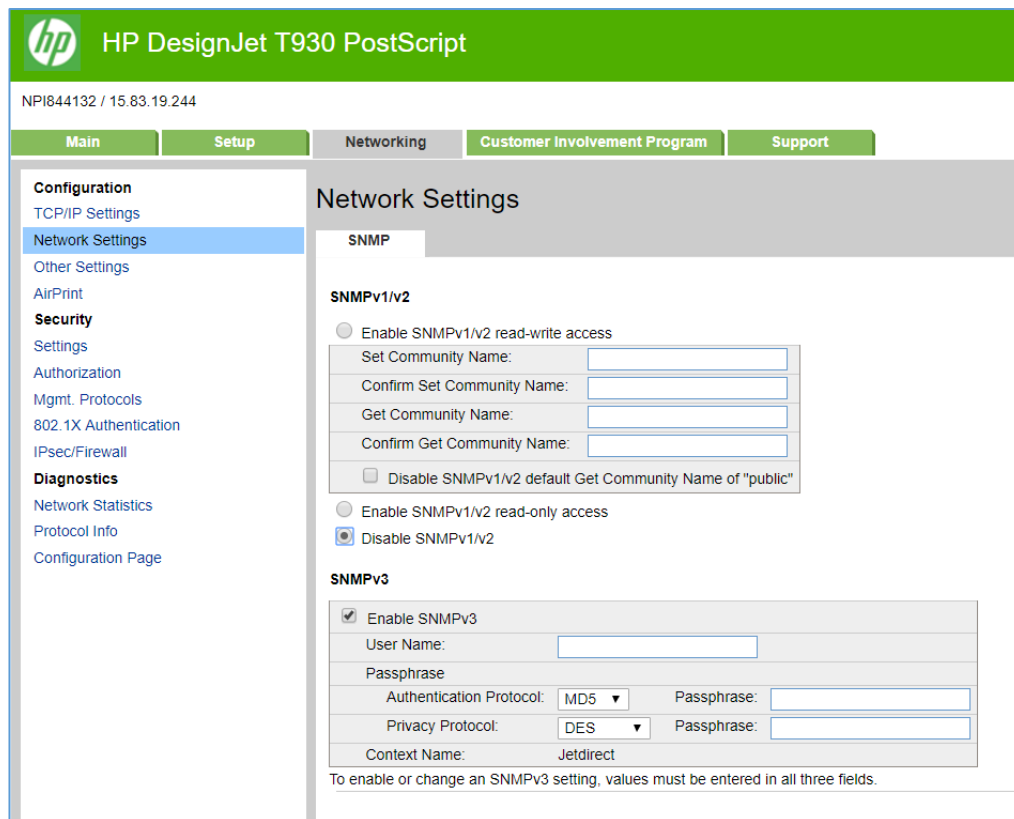 hp
HP DesignJet T930 PostScript
NPI844132 / 15.83.19.244
Main Setup Networking Customer Involvement Program Support
Configuration
TCP/IP Settings
Network Settings
Other Settings
AirPrint
Security
Settings
Authorization
Mgmt. Protocols
802.1X Authentication
IPsec/Firewall
Diagnostics
Network Statistics
Protocol Info
Configuration Page
Network Settings
SNMP
SNMPv1/v2
Enable SNMPv1/v2 read-write access
Set Community Name:
Confirm Set Community Name:
Get Community Name:
Confirm Get Community Name:
Disable SNMPv1/v2 default Get Community Name of "public"
Enable SNMPv1/v2 read-only access
Disable SNMPv1/v2
SNMPv3
Enable SNMPv3
User Name:
Passphrase
Authentication Protocol: MD5 Passphrase:
Privacy Protocol: DES Passphrase:
Context Name: Jetdirect
To enable or change an SNMPv3 setting, values must be entered in all three fields.